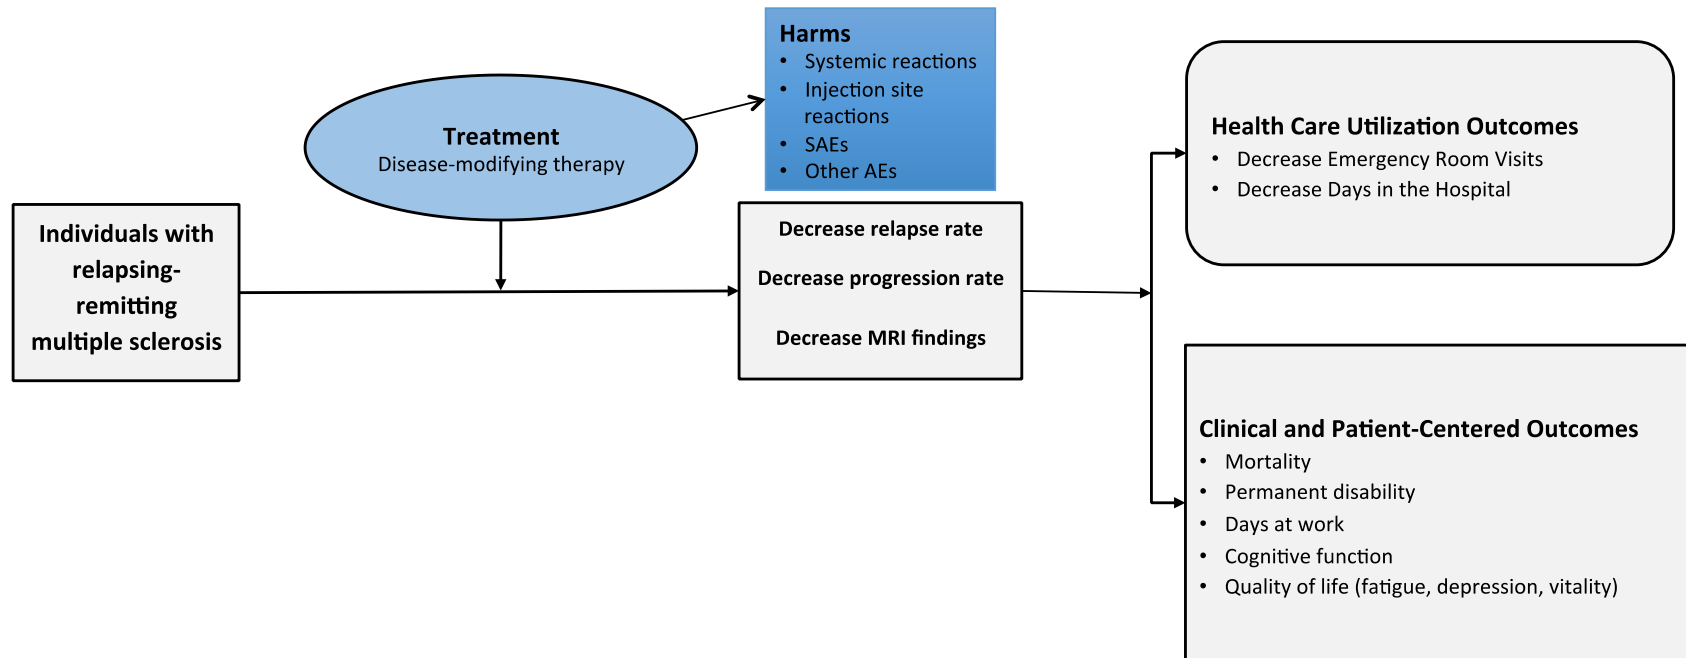 Individuals with
relapsing-
remitting
multiple sclerosis
Treatment
Disease-modifying therapy
Harms
• Systemic reactions
• Injection site
reactions
• SAEs
• Other AEs
Decrease relapse rate
Decrease progression rate
Decrease MRI findings
Health Care Utilization Outcomes
• Decrease Emergency Room Visits
• Decrease Days in the Hospital
Clinical and Patient-Centered Outcomes
• Mortality
• Permanent disability
• Days at work
• Cognitive function
• Quality of life (fatigue, depression, vitality)